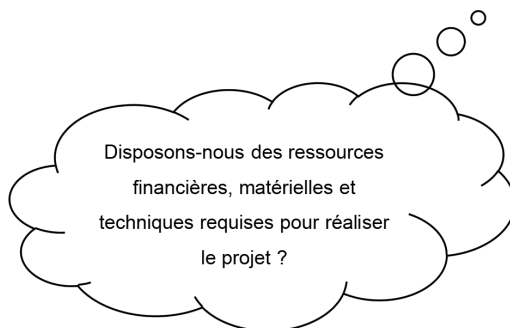 Disposons-nous des ressources
financières, matérielles et
techniques requises pour réaliser
le projet ?